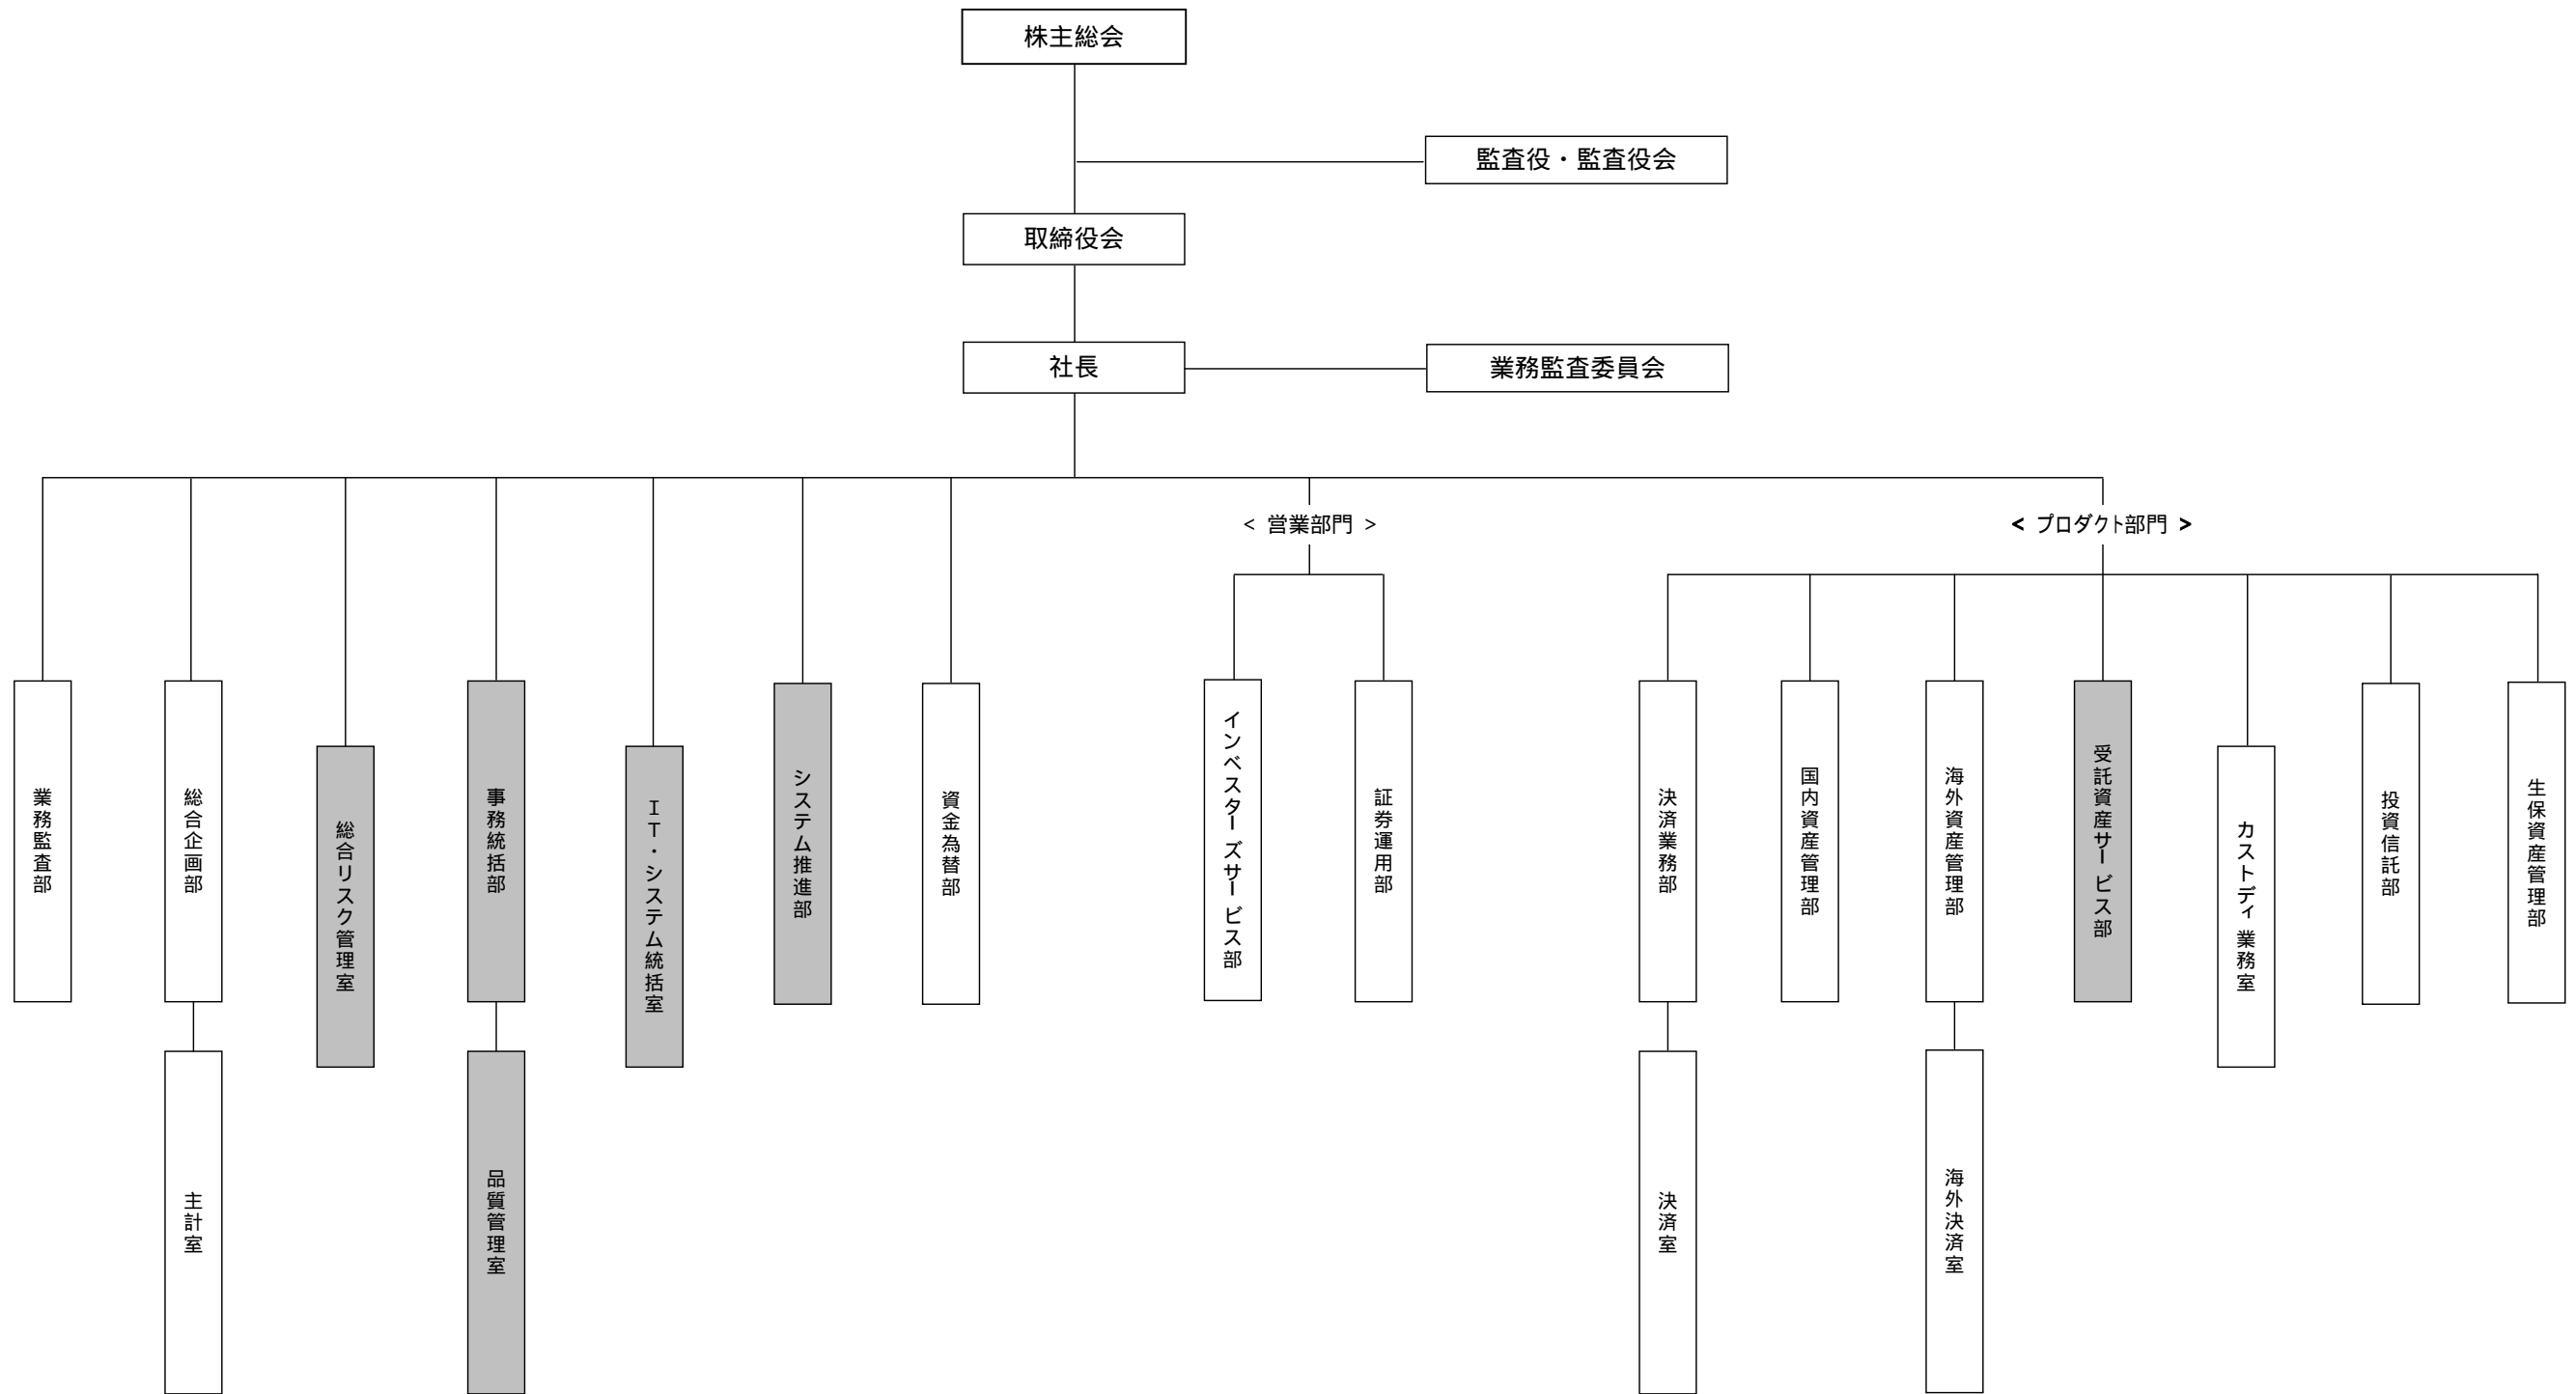 株主総会
監査役・監査役会
取締役会
社長
業務監査委員会
< 営業部門 >
< プロダクト部門 >
業務監査部
総合企画部
総合リスク管理室
事務統括部
ＩＴ・システム統括室
システム推進部
資金為替部
インベスターズサービス部
証券運用部
決済業務部
国内資産管理部
海外資産管理部
受託資産サービス部
カストディ業務室
投資信託部
生保資産管理部
主計室
品質管理室
決済室
海外決済室